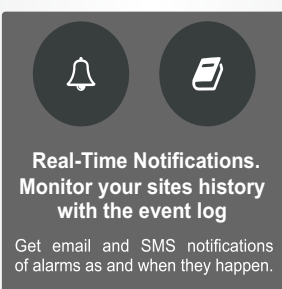 Real-Time Notifications.
Monitor your sites history
with the event log
Get email and SMS notifications
of alarms as and when they happen.